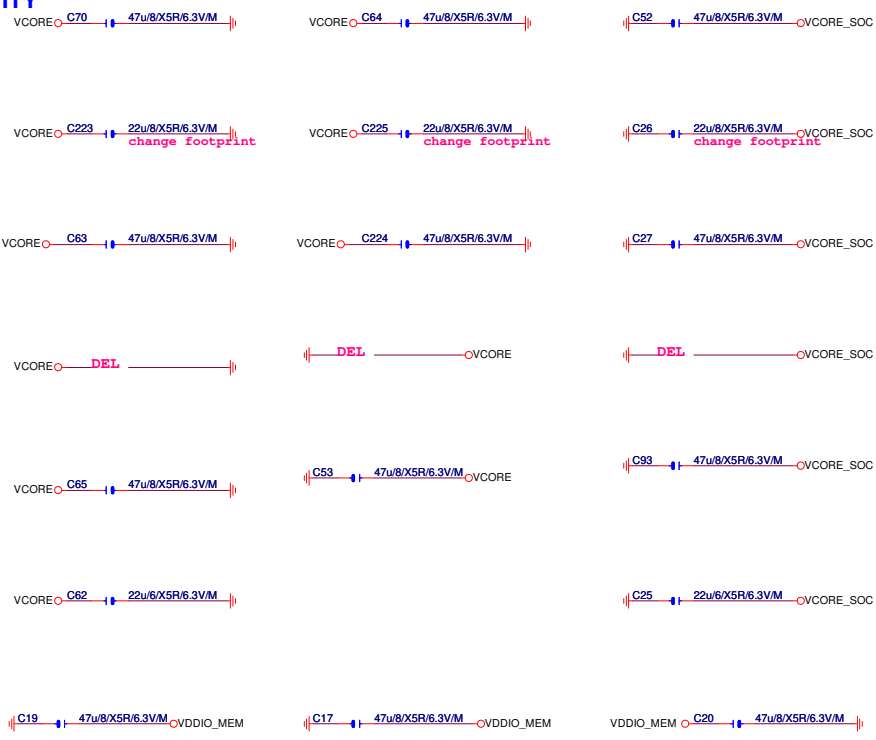 VCORE C70 47u/8/X5R/6.3V/M
VCORE C64 47u/8/X5R/6.3V/M
C52 47u/8/X5R/6.3V/M VCORE_SOC
VCORE C223 22u/8/X5R/6.3V/M
change footprint
VCORE C225 22u/8/X5R/6.3V/M
change footprint
C26 22u/8/X5R/6.3V/M VCORE_SOC
change footprint
VCORE C63 47u/8/X5R/6.3V/M
VCORE C224 47u/8/X5R/6.3V/M
C27 47u/8/X5R/6.3V/M VCORE_SOC
VCORE DEL
DEL VCORE
DEL VCORE_SOC
VCORE C65 47u/8/X5R/6.3V/M
C53 47u/8/X5R/6.3V/M VCORE
C93 47u/8/X5R/6.3V/M VCORE_SOC
VCORE C62 22u/6/X5R/6.3V/M
C25 22u/6/X5R/6.3V/M VCORE_SOC
C19 47u/8/X5R/6.3V/M VDDIO_MEM
C17 47u/8/X5R/6.3V/M VDDIO_MEM
VDDIO_MEM C20 47u/8/X5R/6.3V/M